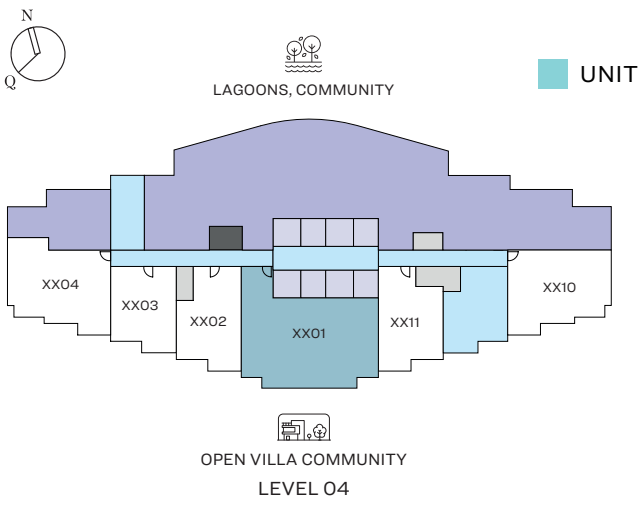 N
Q
LAGOONS, COMMUNITY
UNIT
XX04
XX03
XX02
XX01
XX11
XX10
OPEN VILLA COMMUNITY
LEVEL 04